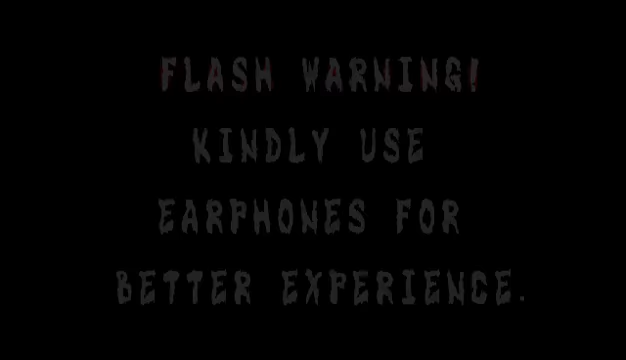 FLASH WARNING!
KINDLY USE
EARPHONES FOR
BETTER EXPERIENCE.